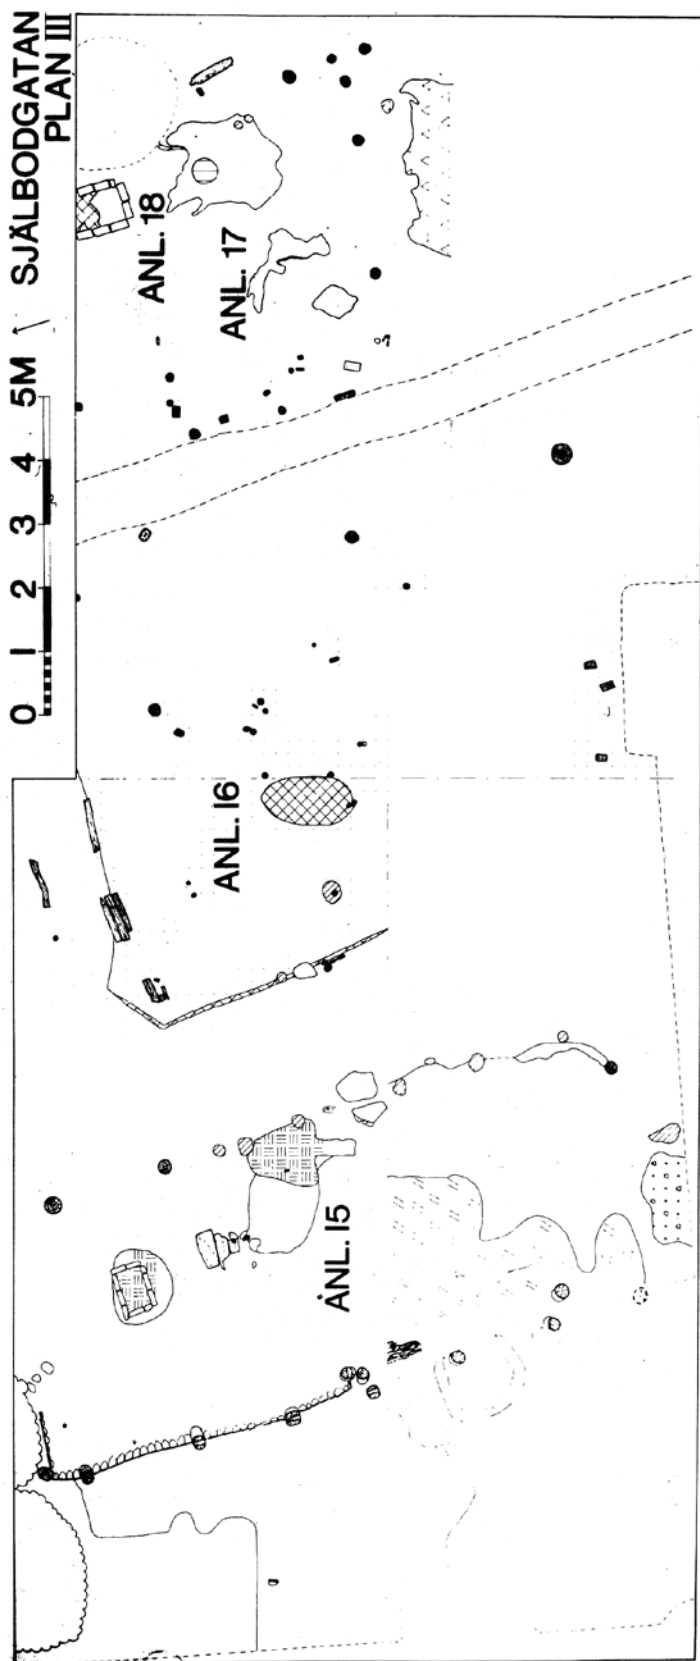 SJÄLBODGATAN
PLAN III
0 1 2 3 4 5M
ANL. 18
ANL. 17
ANL. 16
ANL. 15